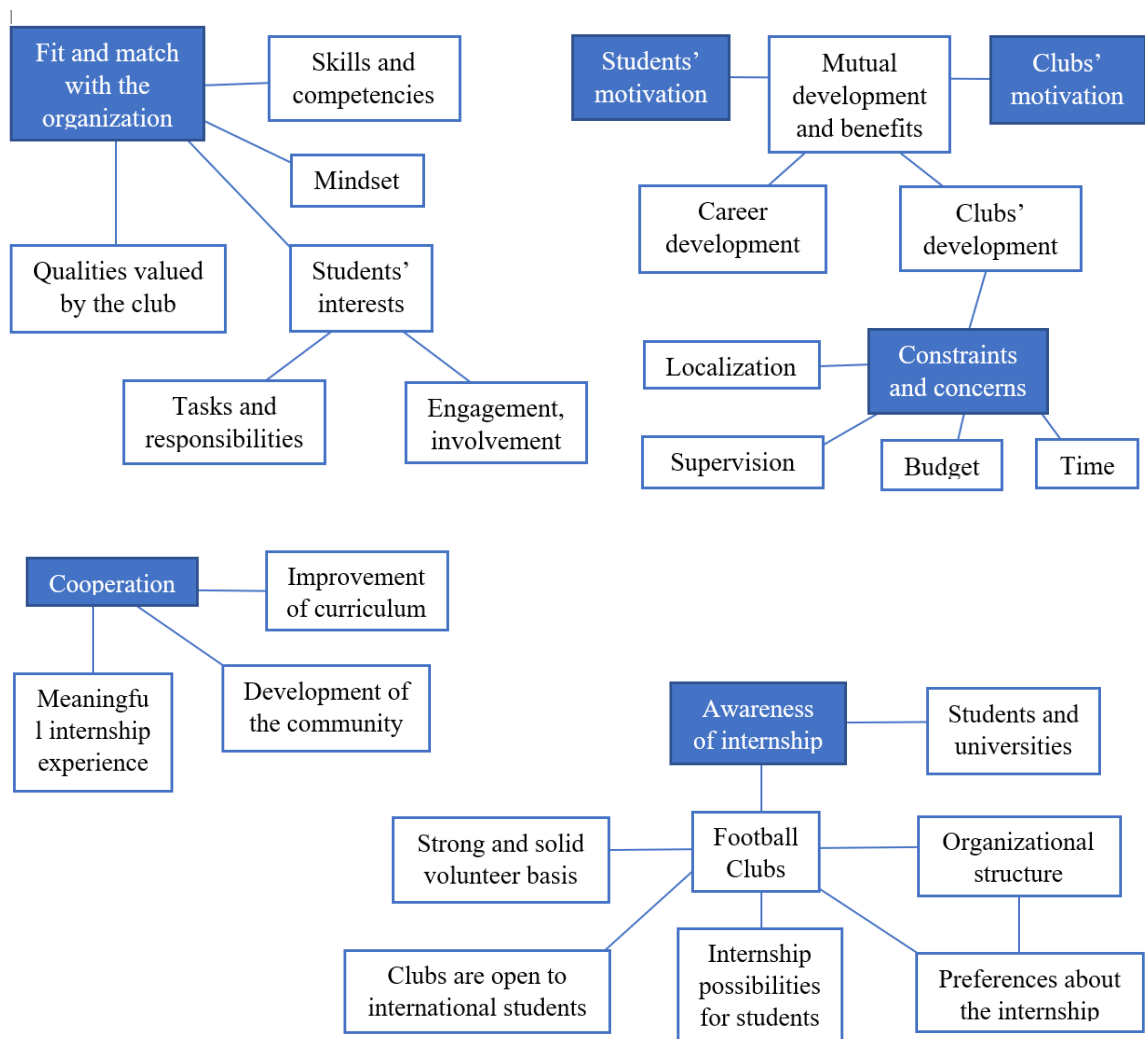 Fit and match
with the
organization
Skills and
competencies
Mindset
Qualities valued
by the club
Students’
interests
Tasks and
responsibilities
Engagement,
involvement
Students’
motivation
Mutual
development
and benefits
Clubs’
motivation
Career
development
Clubs’
development
Constraints
and concerns
Localization
Supervision
Budget
Time
Cooperation
Improvement
of curriculum
Meaningfu
l internship
experience
Development of
the community
Awareness
of internship
Students and
universities
Strong and solid
volunteer basis
Football
Clubs
Organizational
structure
Clubs are open to
international students
Internship
possibilities
for students
Preferences about
the internship